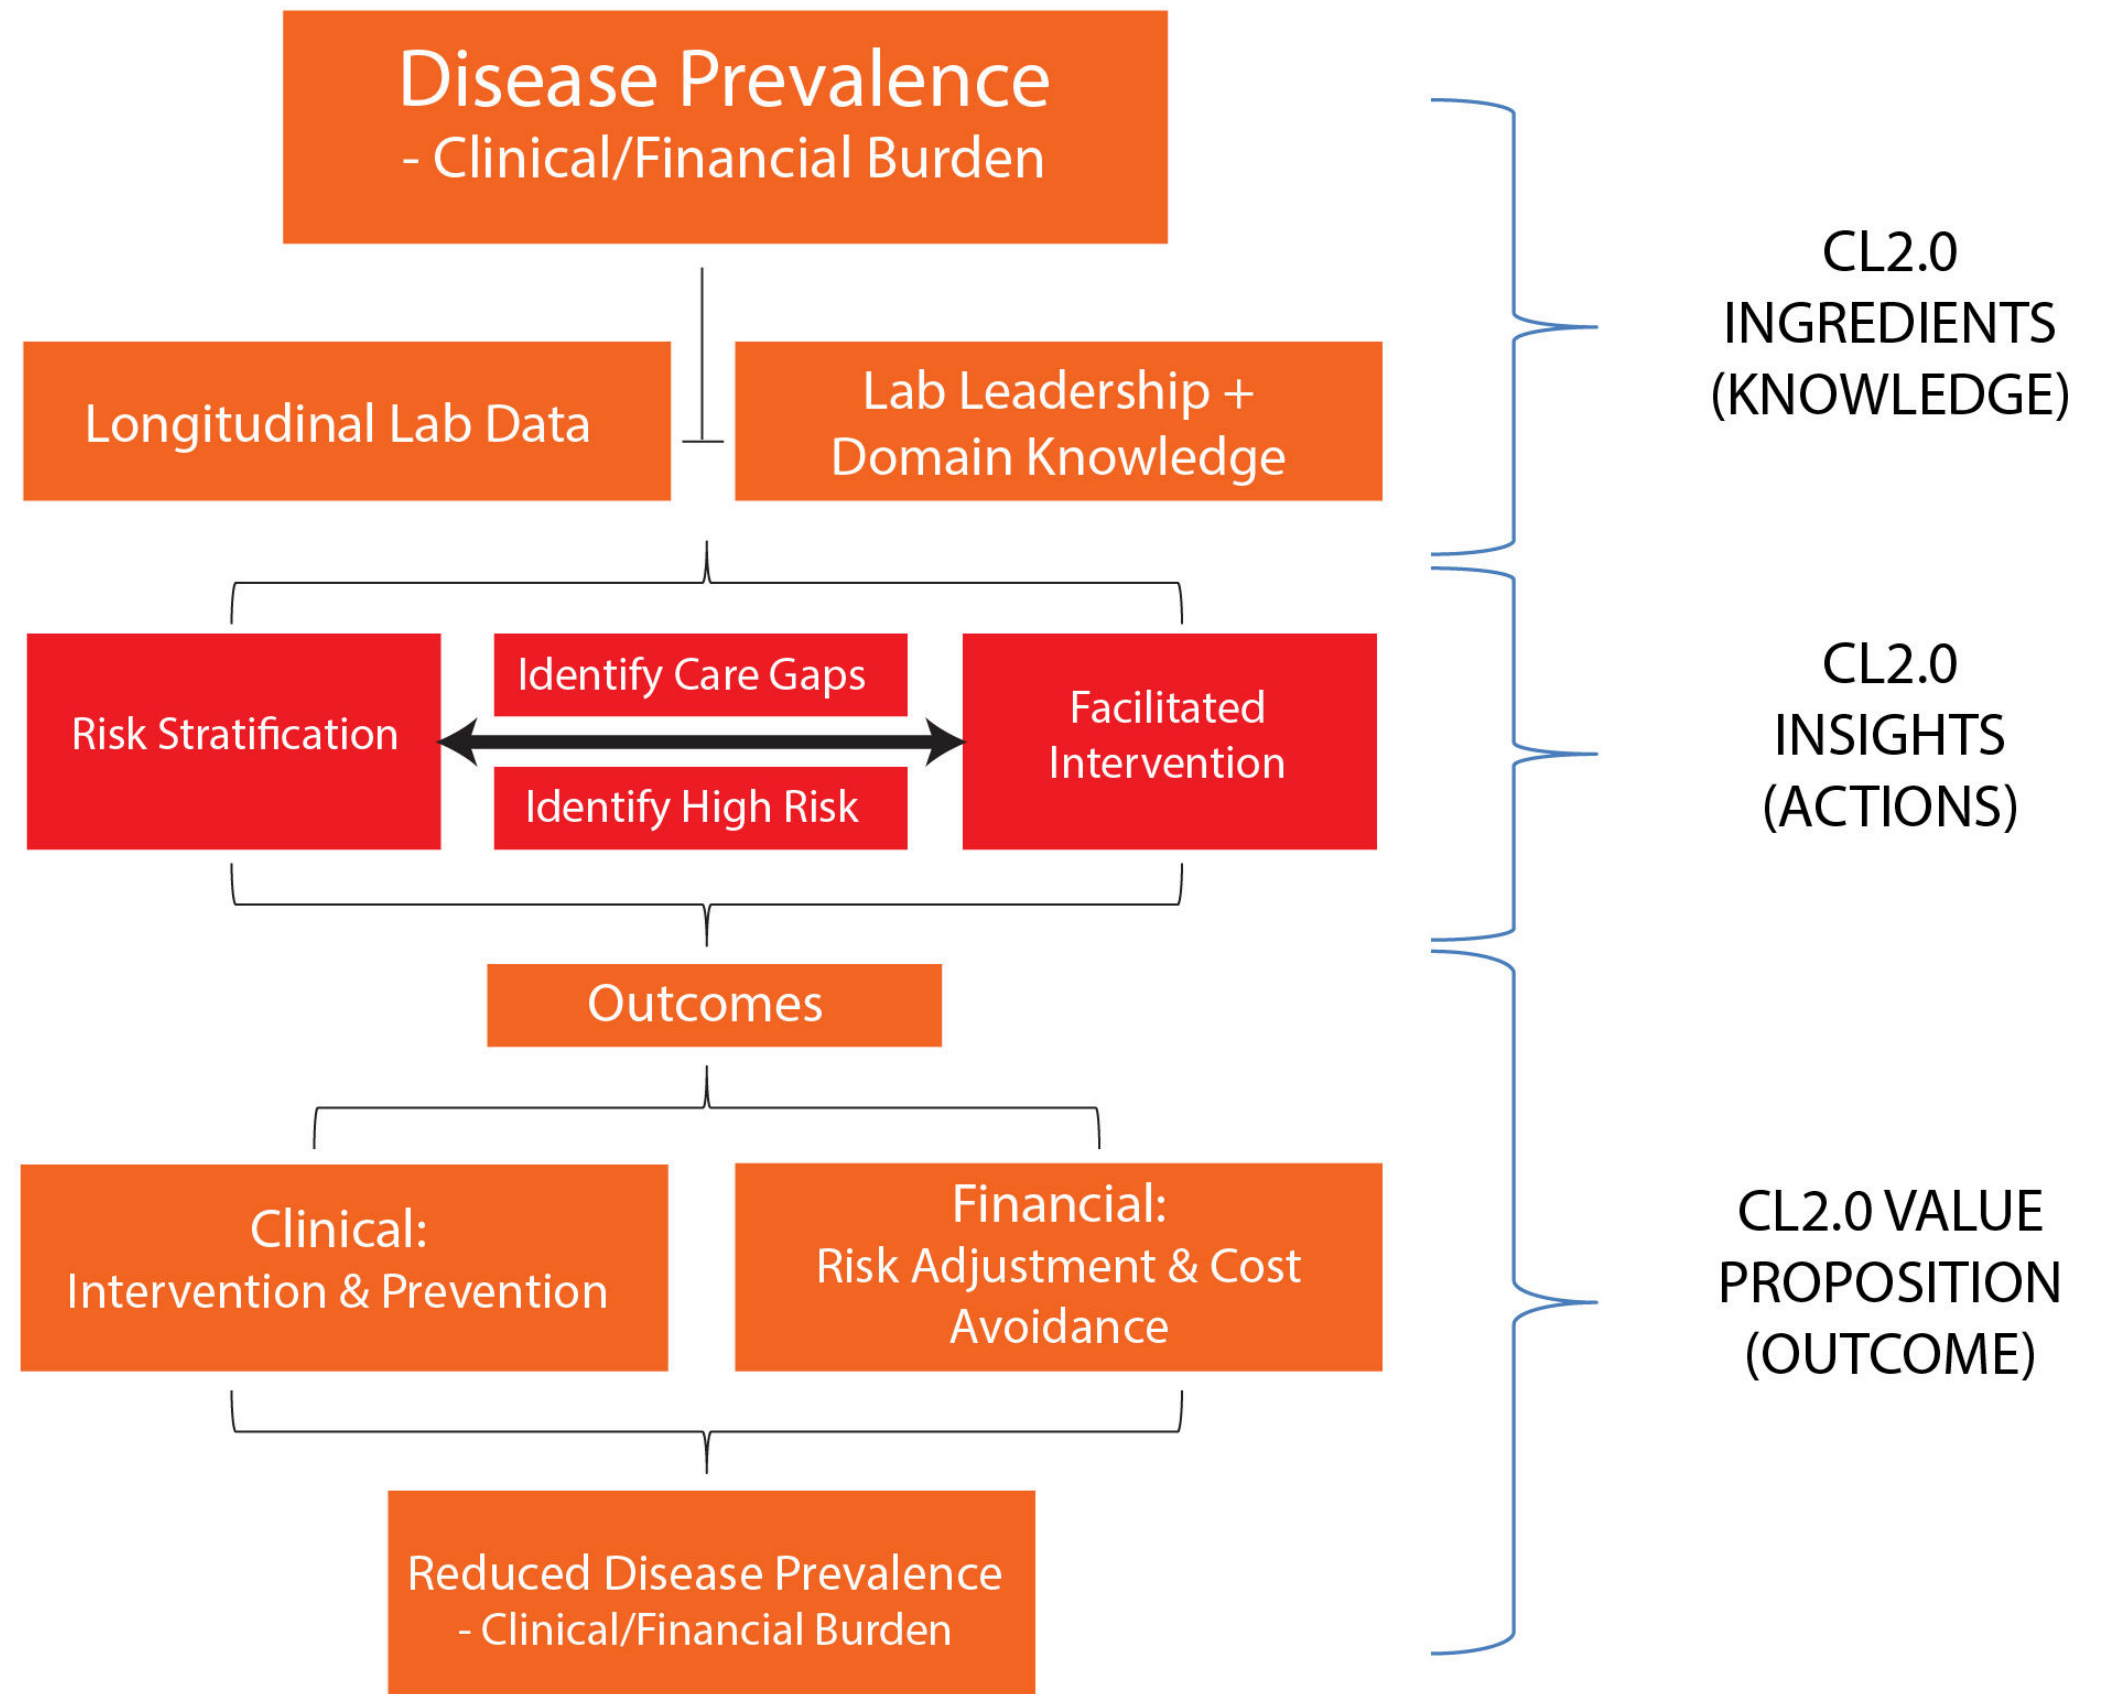 Disease Prevalence
- Clinical/Financial Burden
Longitudinal Lab Data
Lab Leadership +
Domain Knowledge
CL2.0
INGREDIENTS
(KNOWLEDGE)
Risk Stratification
Identify Care Gaps
Identify High Risk
Facilitated
Intervention
CL2.0
INSIGHTS
(ACTIONS)
Outcomes
Clinical:
Intervention & Prevention
Financial:
Risk Adjustment & Cost
Avoidance
Reduced Disease Prevalence
- Clinical/Financial Burden
CL2.0 VALUE
PROPOSITION
(OUTCOME)